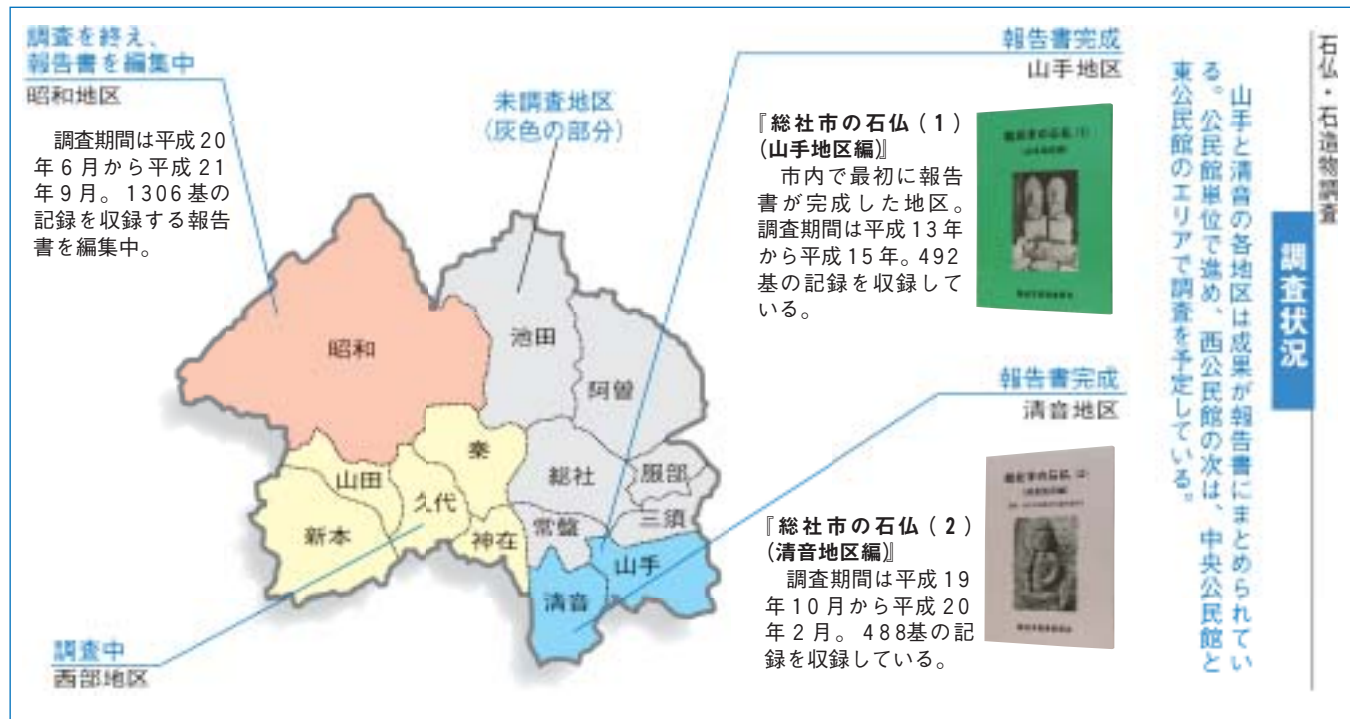 石仏・石造物調査
調査状況
山手と清音の各地区は成果が報告書にまとめられてい
る。公民館単位で進め、西公民館の次は、中央公民館と
東公民館のエリアで調査を予定している。
調査を終え、
報告書を編集中
昭和地区
調査期間は平成20
年6月から平成21
年9月。1306基の
記録を収録する報告
書を編集中。
未調査地区
(灰色の部分)
報告書完成
山手地区
『総社市の石仏(1)
(山手地区編)』
市内で最初に報告
書が完成した地区。
調査期間は平成13年
から平成15年。492
基の記録を収録して
いる。
総社市の石仏(1)
報告書完成
清音地区
『総社市の石仏(2)
(清音地区編)』
調査期間は平成19
年10月から平成20
年2月。488基の記
録を収録している。
総社市の石仏(2)
昭和
池田
阿曽
秦
総社
服部
山田
久代
三須
新本
神在
常盤
山手
清音
調査中
西部地区